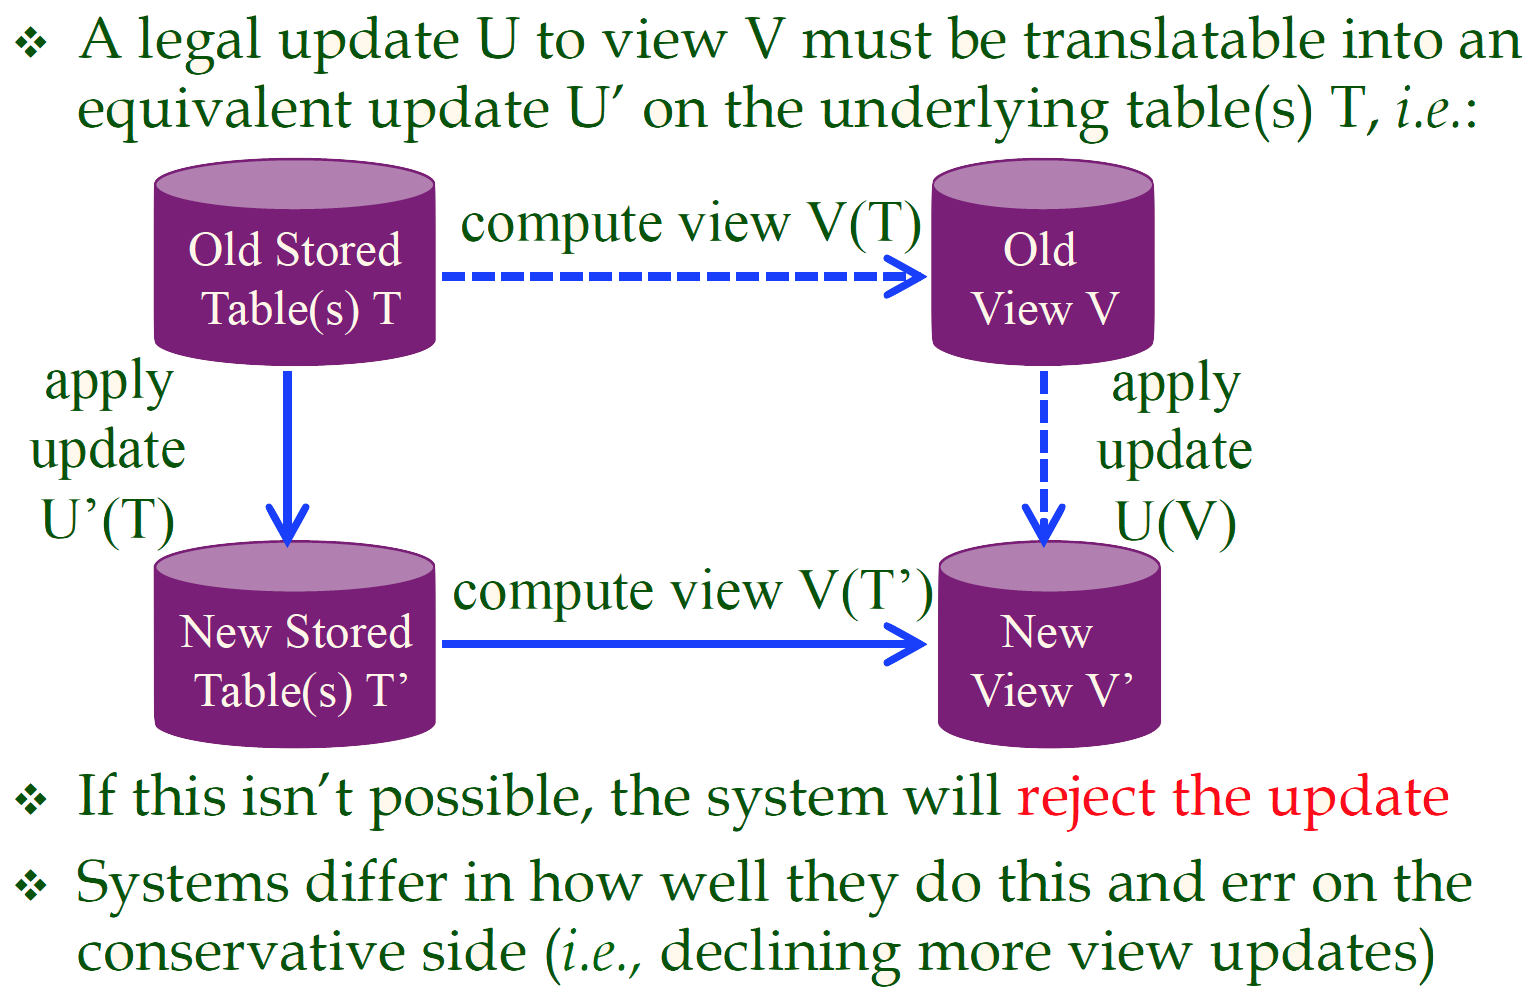 ❖ A legal update U to view V must be translatable into an
equivalent update U’ on the underlying table(s) T, i.e.:
Old Stored
Table(s) T
compute view V(T)
Old
View V
apply
update
U’(T)
apply
update
U(V)
New Stored
Table(s) T’
compute view V(T’)
New
View V’
❖ If this isn’t possible, the system will reject the update
❖ Systems differ in how well they do this and err on the
conservative side (i.e., declining more view updates)